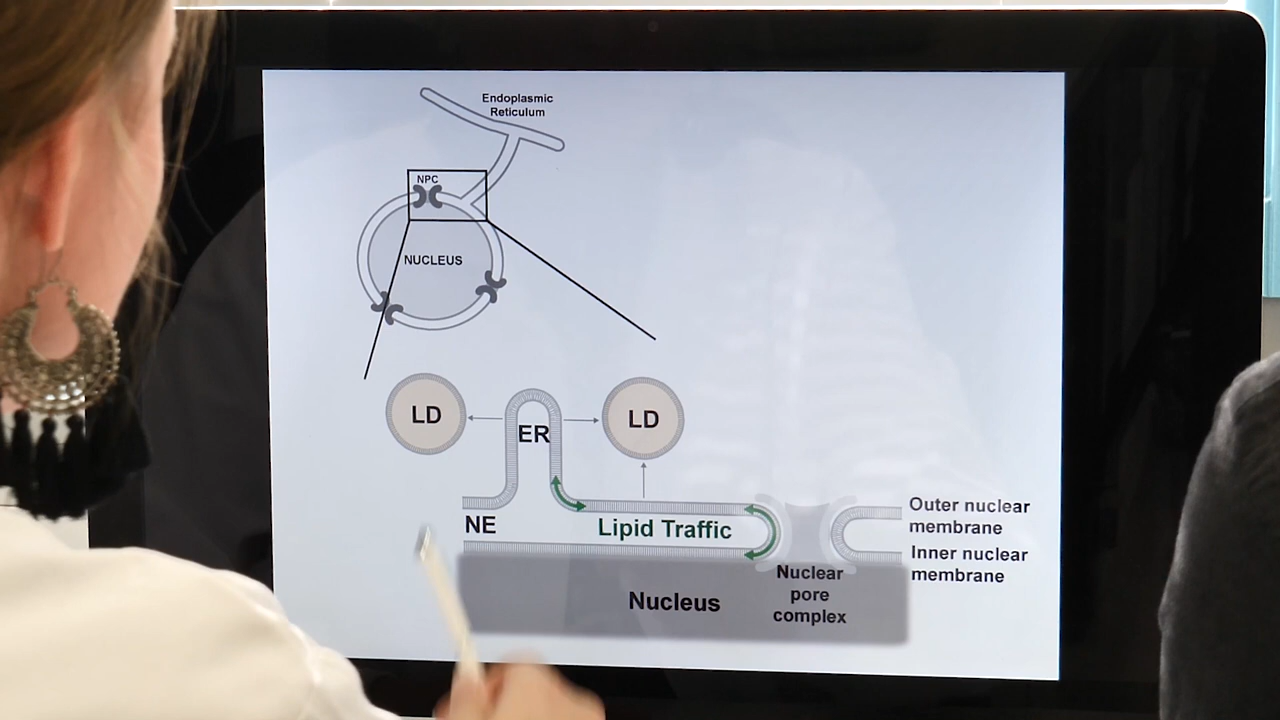 Endoplasmic
Reticulum
NPC
NUCLEUS
LD
ER
LD
NE
Lipid Traffic
Outer nuclear
membrane
Inner nuclear
membrane
Nucleus
Nuclear
pore
complex